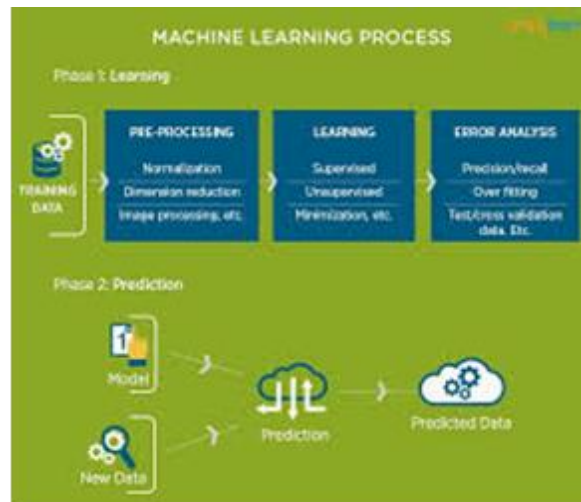 MACHINE LEARNING PROCESS
Phase 1: Learning
TRAINING
DATA
PRE-PROCESSING
Normalization
Dimension reduction
Image processing, etc.
LEARNING
Supervised
Unsupervised
Minimization, etc.
ERROR ANALYSIS
Precision/recall
Over fitting
Test/cross validation
data. Etc.
Phase 2: Prediction
1
Model
New Data
Prediction
Predicted Data